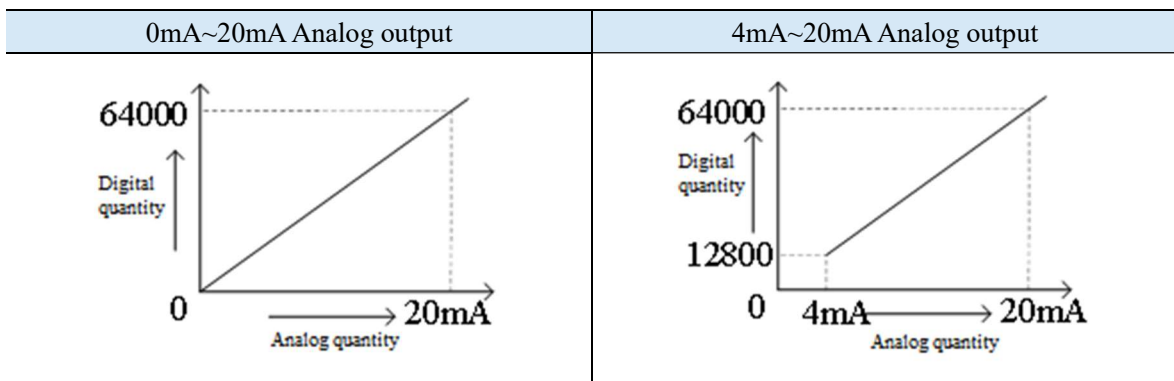 0mA~20mA Analog output
4mA~20mA Analog output
64000
Digital
quantity
0
20mA
Analog quantity
64000
Digital
quantity
12800
0
4mA
20mA
Analog quantity